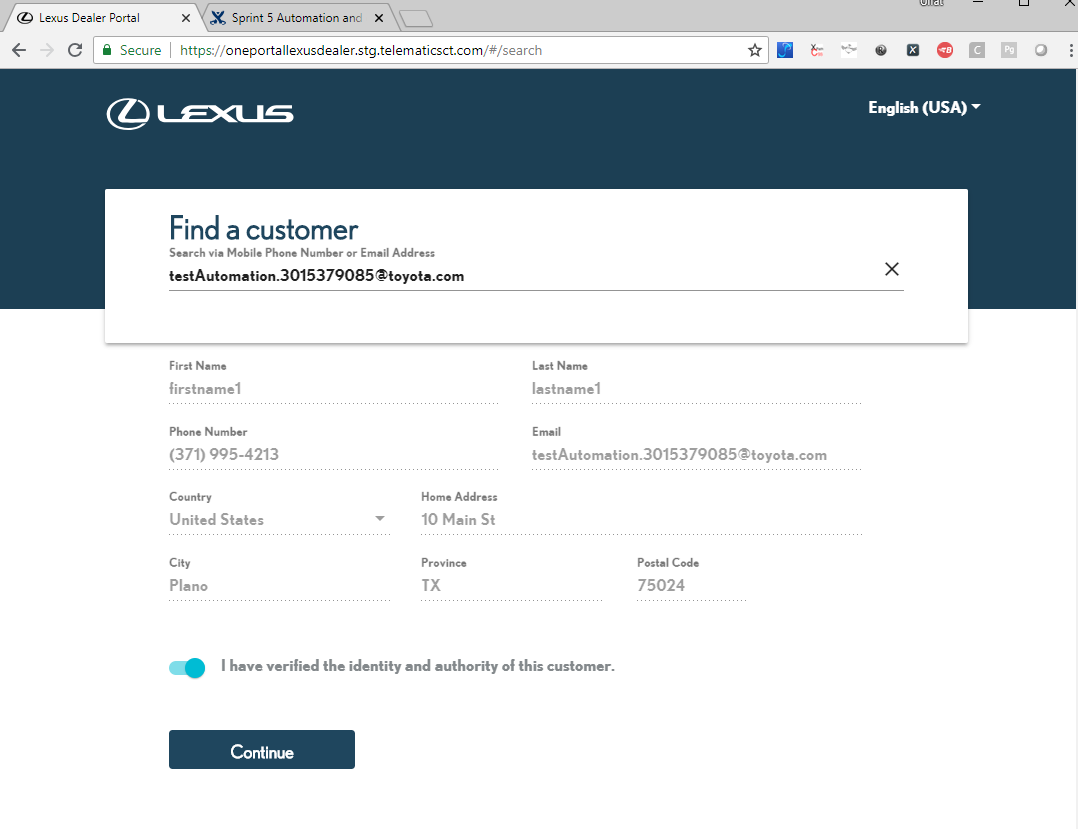 Lexus Dealer Portal
Sprint 5 Automation and
Secure
https://oneportallexusdealer.stg.telematicsct.com/#/search
C
Pg
LEXUS
English (USA)
Find a customer
Search via Mobile Phone Number or Email Address
testAutomation.3015379085@toyota.com
First Name Last Name
firstname1 lastname1
Phone Number Email
(371) 995-4213 testAutomation.3015379085@toyota.com
Country Home Address
United States 10 Main St
City Province Postal Code
Plano TX 75024
I have verified the identity and authority of this customer.
Continue